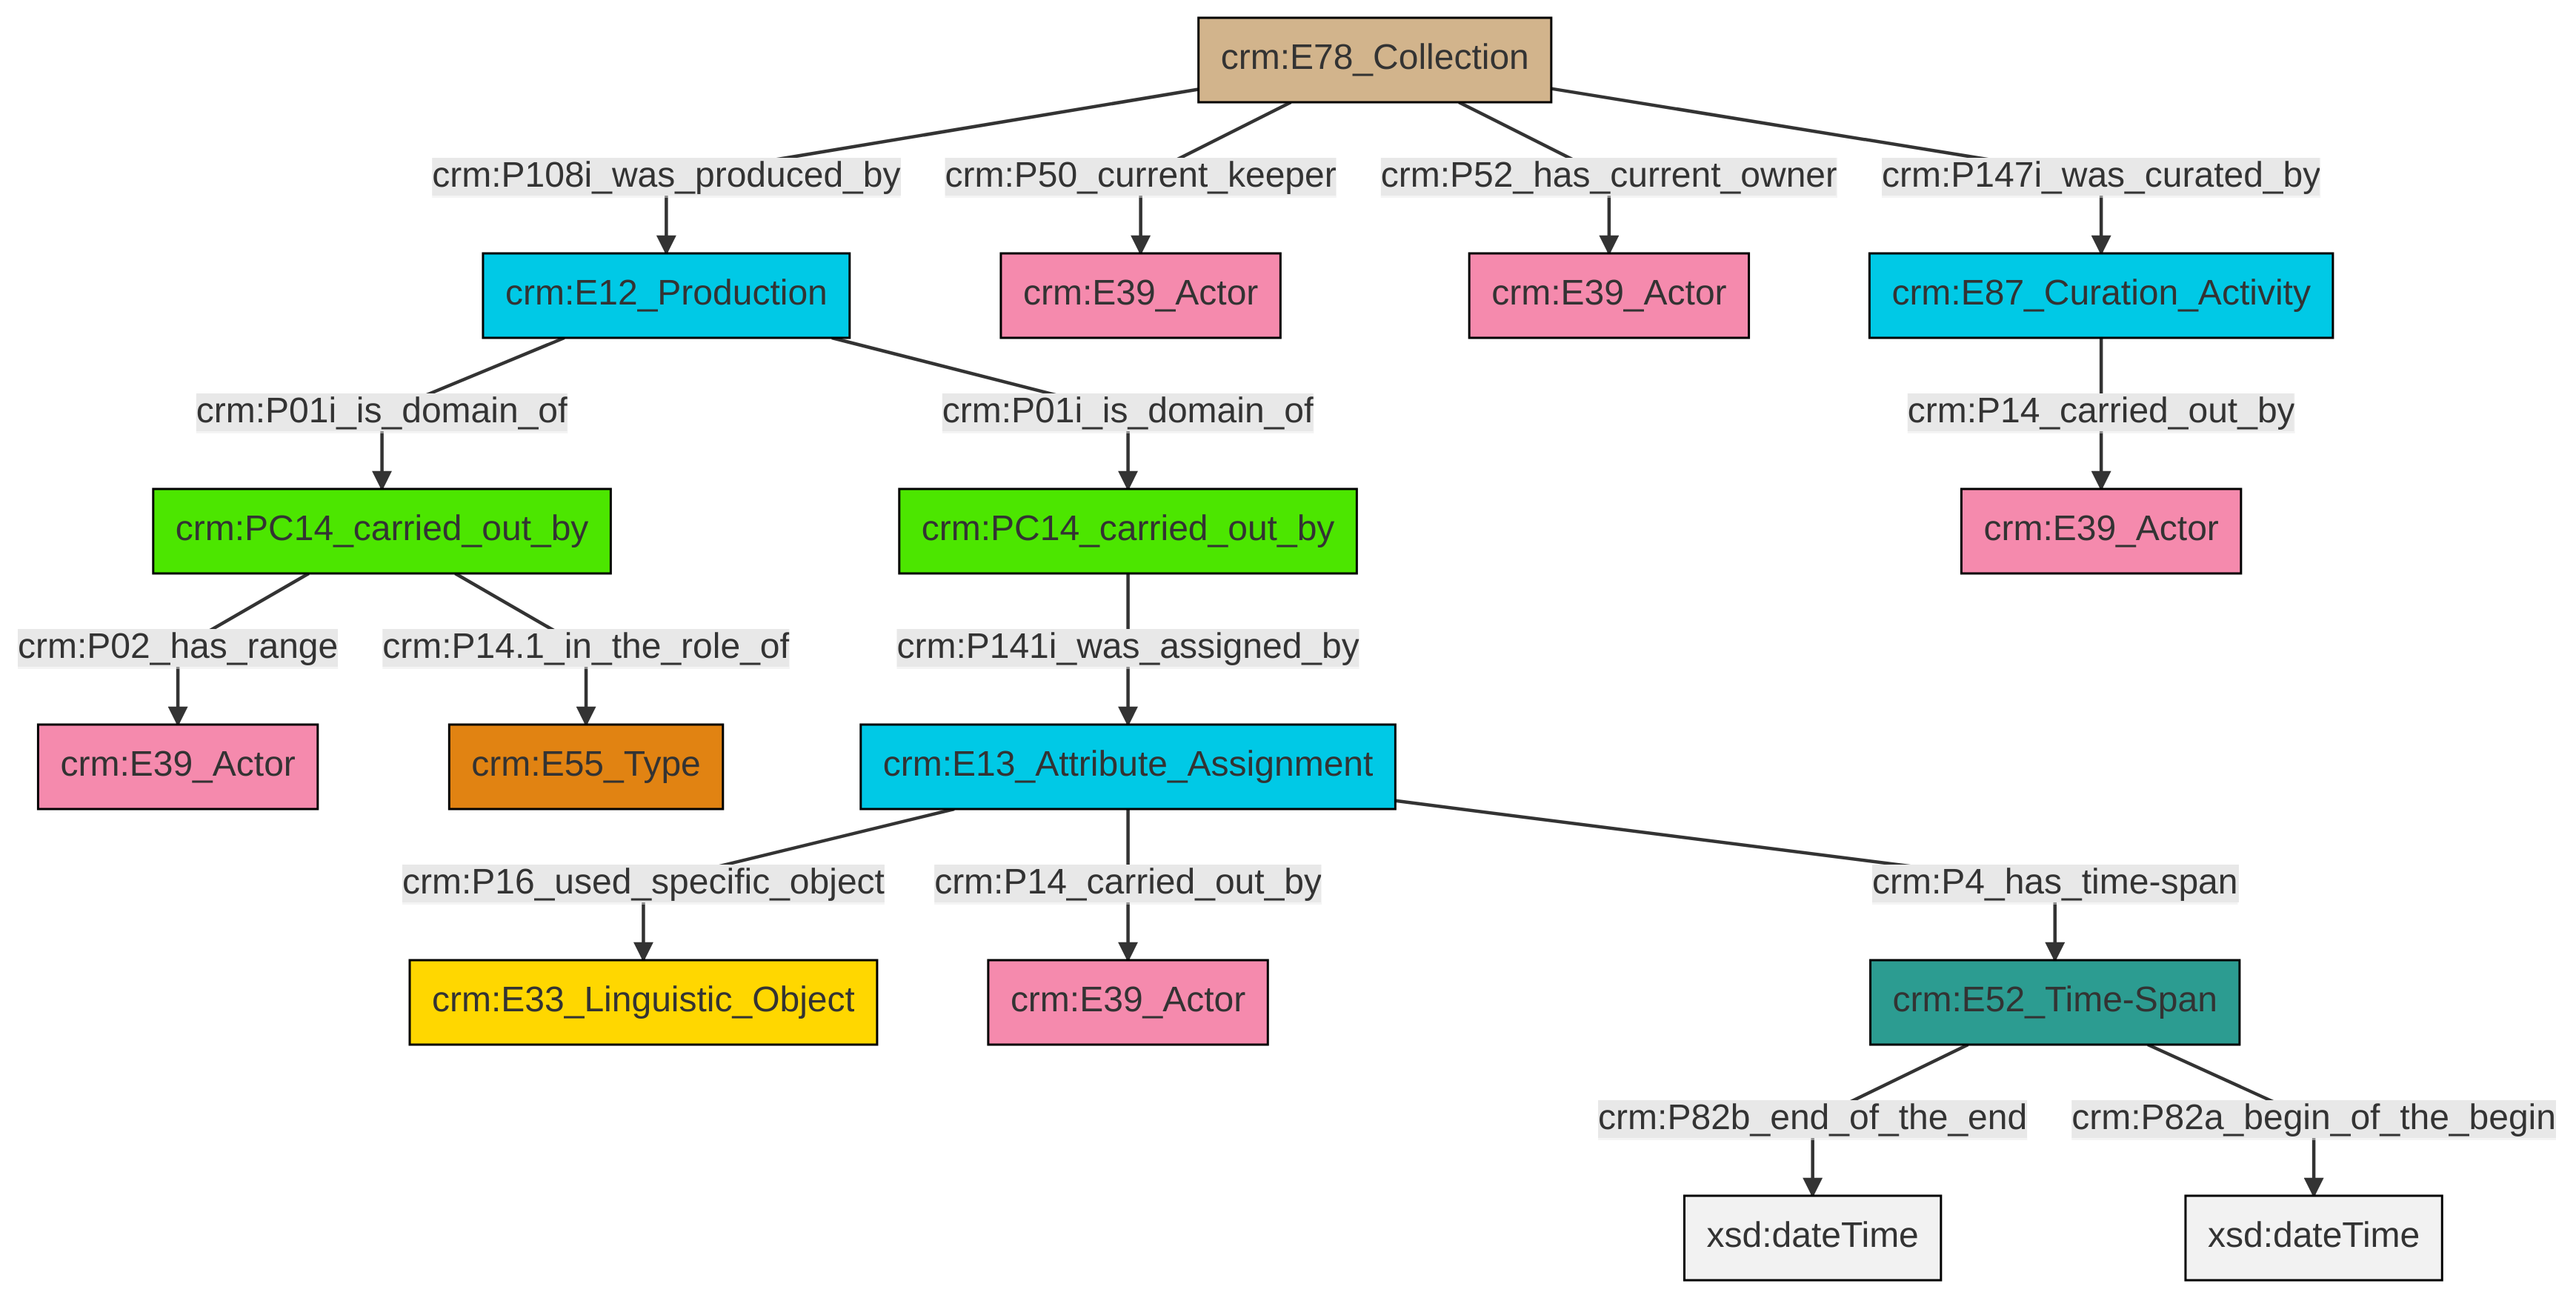 crm:E78_Collection
crm:P108i_was_produced_by
crm:P50_current_keeper
crm:P52_has_current_owner
crm:P147i_was_curated_by
crm:E12_Production
crm:E39_Actor
crm:E39_Actor
crm:E87_Curation_Activity
crm:P01i_is_domain_of
crm:P01i_is_domain_of
crm:P14_carried_out_by
crm:PC14_carried_out_by
crm:PC14_carried_out_by
crm:E39_Actor
crm:P02_has_range
crm:P14.1_in_the_role_of
crm:P141i_was_assigned_by
crm:E39_Actor
crm:E55_Type
crm:E13_Attribute_Assignment
crm:P16_used_specific_object
crm:P14_carried_out_by
crm:P4_has_time-span
crm:E33_Linguistic_Object
crm:E39_Actor
crm:E52_Time-Span
crm:P82b_end_of_the_end
crm:P82a_begin_of_the_begin
xsd:dateTime
xsd:dateTime